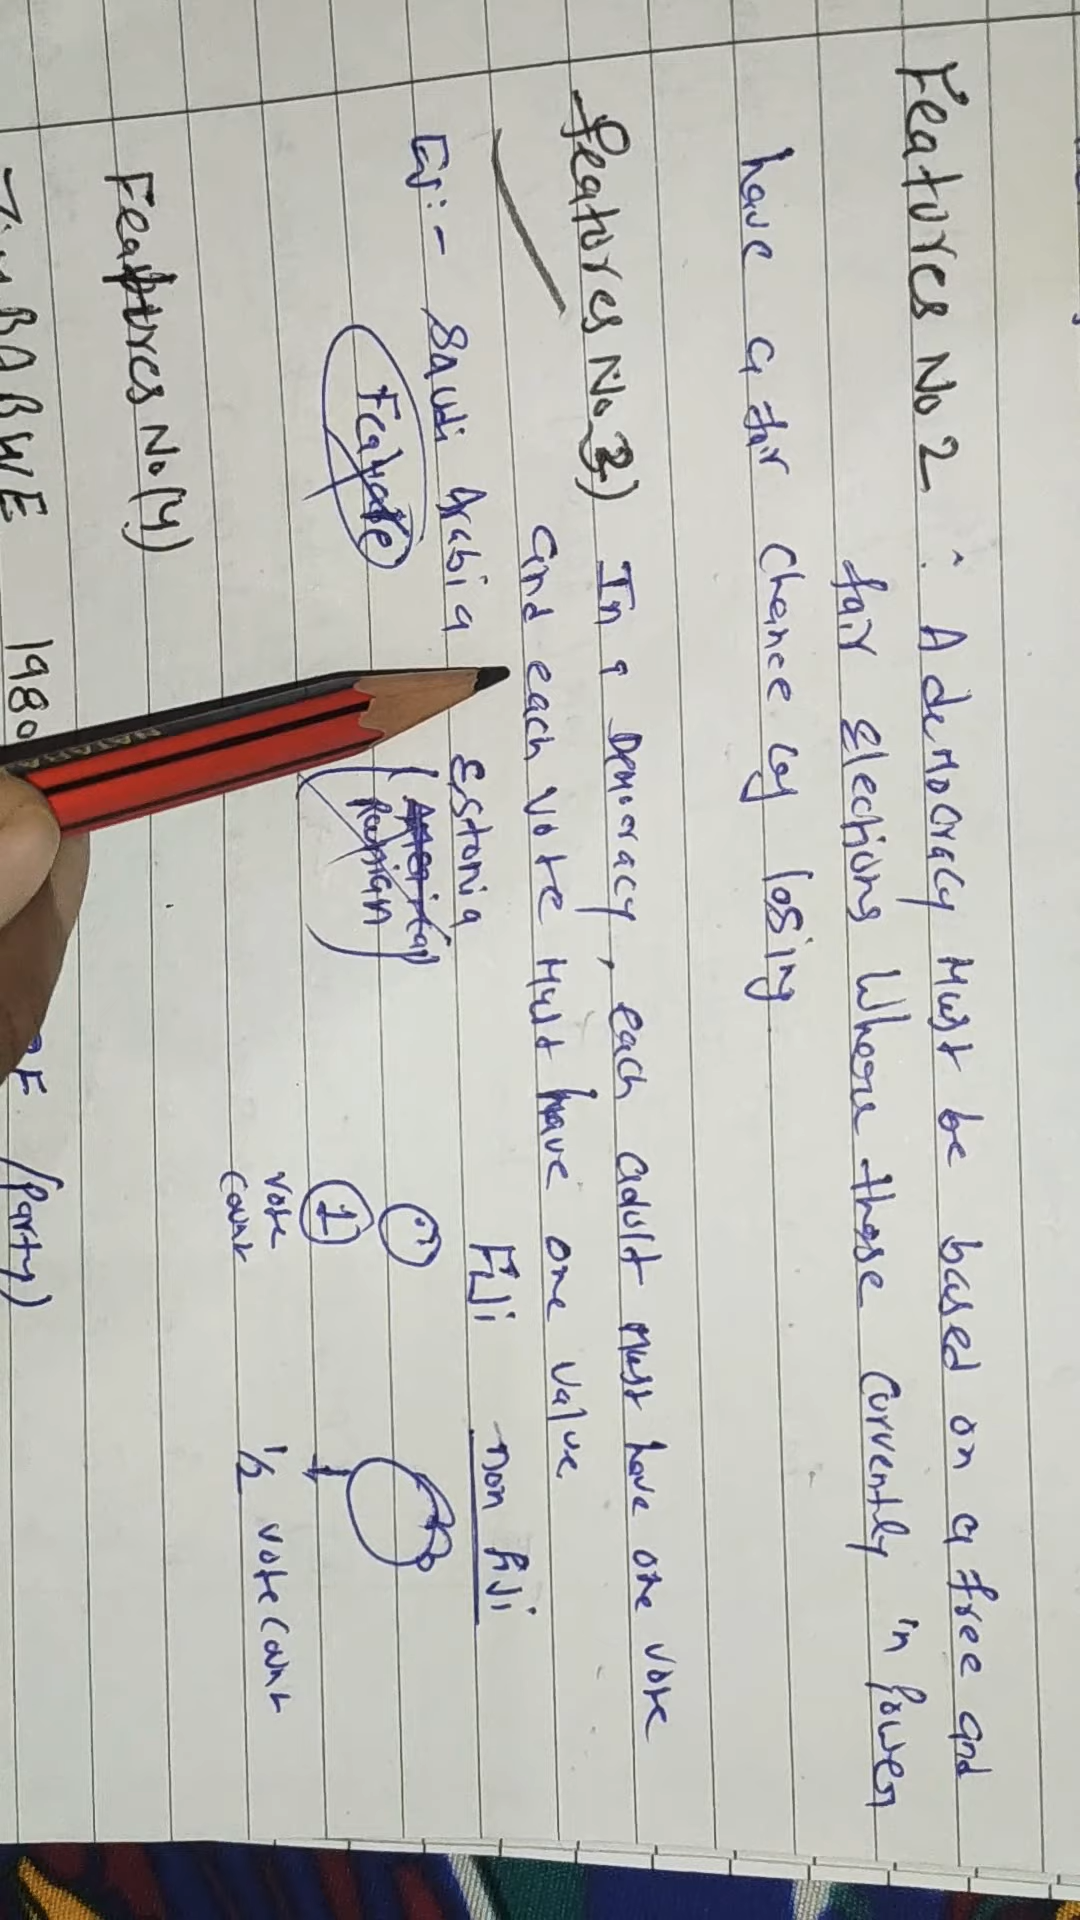 Features No 2 : A deMocracy Must be based on a free and
fair Elections Where those currently in Power
have a fair chance of losing
Features No. 3) In a Democracy, each adult Must have one vote
and each Vote Must have one value
Eg:- Saudi Arabia Estonia Fiji non Fiji
Female
Russian
1
vote count
1/2 vote count
Features No (4)
ZIMBABWE 1980 (Party)